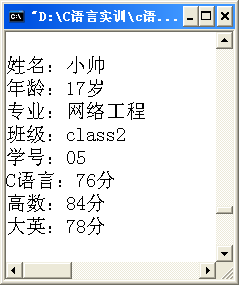 "D:\C语言实训\c语...
姓名：小帅
年龄：17岁
专业：网络工程
班级：class2
学号：05
C语言：76分
高数：84分
大英：78分